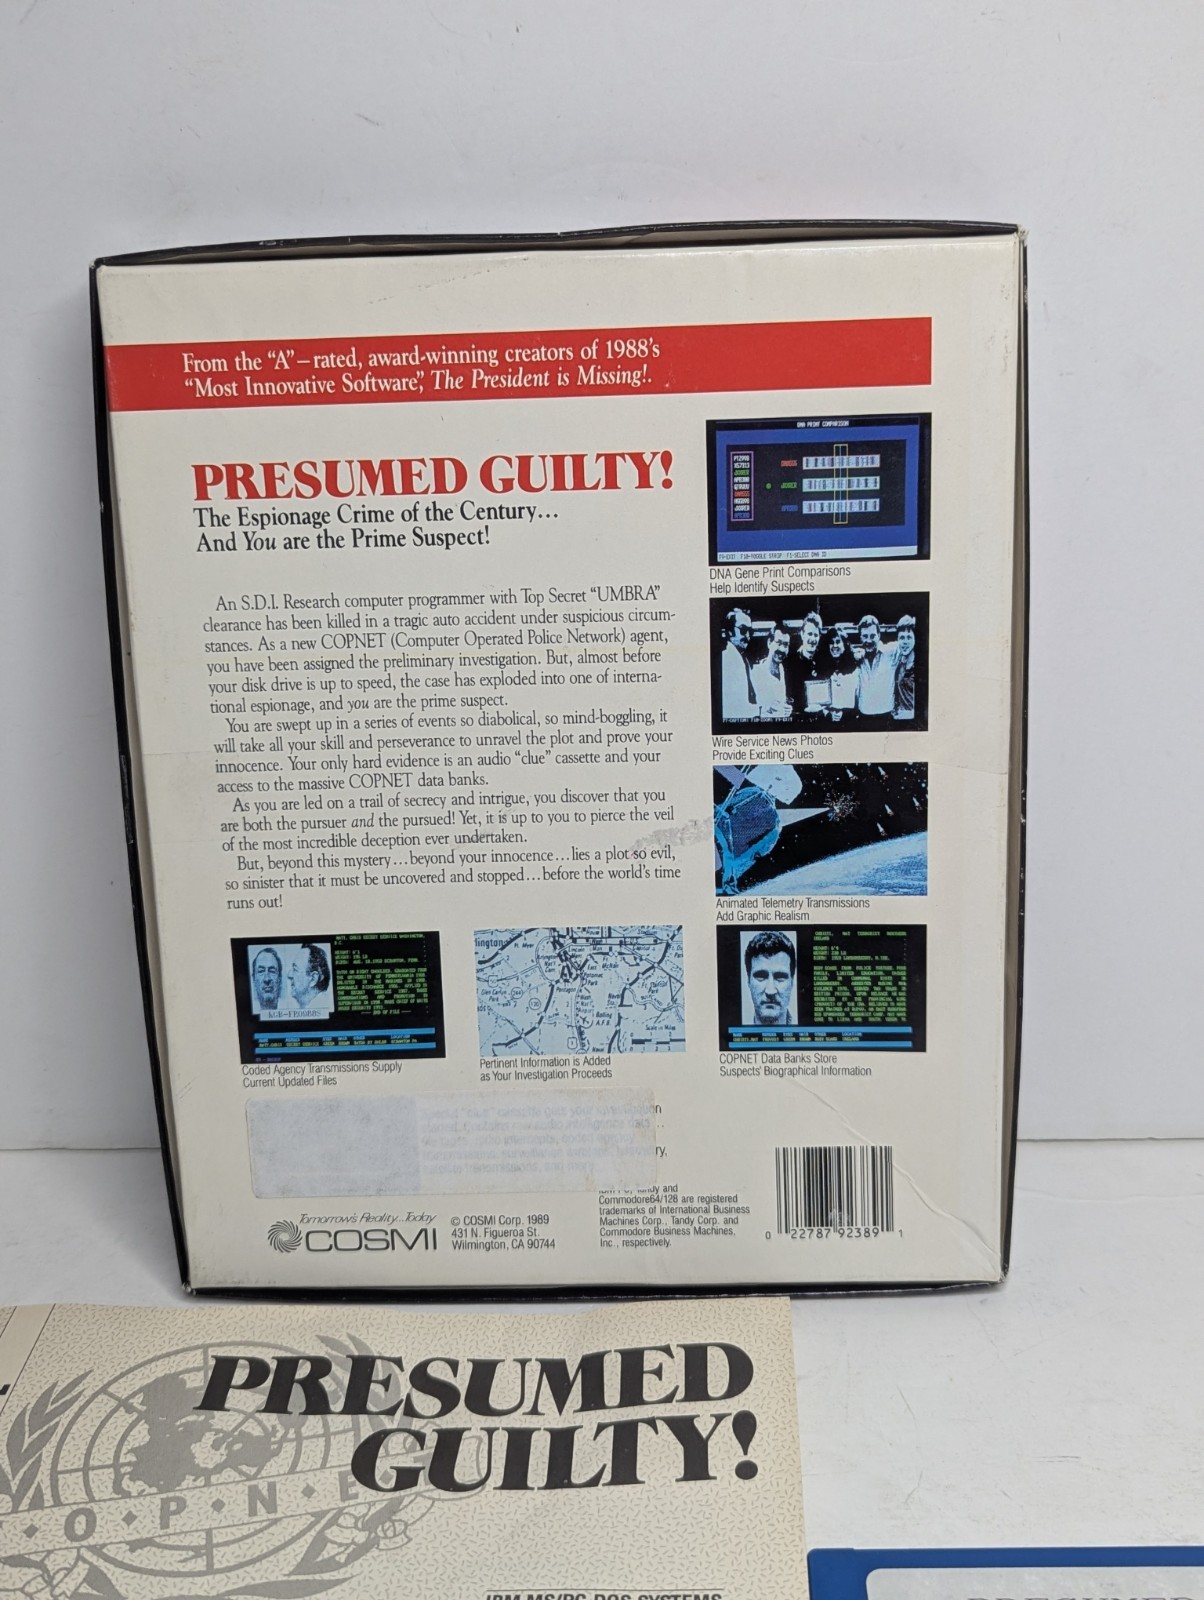 From the “A”–rated, award-winning creators of 1988’s
“Most Innovative Software”, The President is Missing!.
PRESUMED GUILTY!
The Espionage Crime of the Century...
And You are the Prime Suspect!
An S.D.I. Research computer programmer with Top Secret “UMBRA”
clearance has been killed in a tragic auto accident under suspicious circum-
stances. As a new COPNET (Computer Operated Police Network) agent,
you have been assigned the preliminary investigation. But, almost before
your disk drive is up to speed, the case has exploded into one of interna-
tional espionage, and you are the prime suspect.
You are swept up in a series of events so diabolical, so mind-boggling, it
will take all your skill and perseverance to unravel the plot and prove your
innocence. Your only hard evidence is an audio “clue” cassette and your
access to the massive COPNET data banks.
As you are led on a trail of secrecy and intrigue, you discover that you
are both the pursuer and the pursued! Yet, it is up to you to pierce the veil
of the most incredible deception ever undertaken.
But, beyond this mystery...beyond your innocence...lies a plot so evil,
so sinister that it must be uncovered and stopped...before the world’s time
runs out!
DNA PRINT COMPARISON
DNA Gene Print Comparisons
Help Identify Suspects
Wire Service News Photos
Provide Exciting Clues
Animated Telemetry Transmissions
Add Graphic Realism
KGB-FROMMS
Coded Agency Transmissions Supply
Current Updated Files
Pertinent Information is Added
as Your Investigation Proceeds
COPNET Data Banks Store
Suspects’ Biographical Information
Tomorrow's Reality...Today
COSMI
© COSMI Corp. 1989
431 N. Figueroa St.
Wilmington, CA 90744
Tandy and
Commodore64/128 are registered
trademarks of International Business
Machines Corp., Tandy Corp. and
Commodore Business Machines,
Inc., respectively.
0 22787 92389 1
PRESUMED
GUILTY!
O·P·N·E
IBM MS/PC-DOS SYSTEMS
PRESUMED